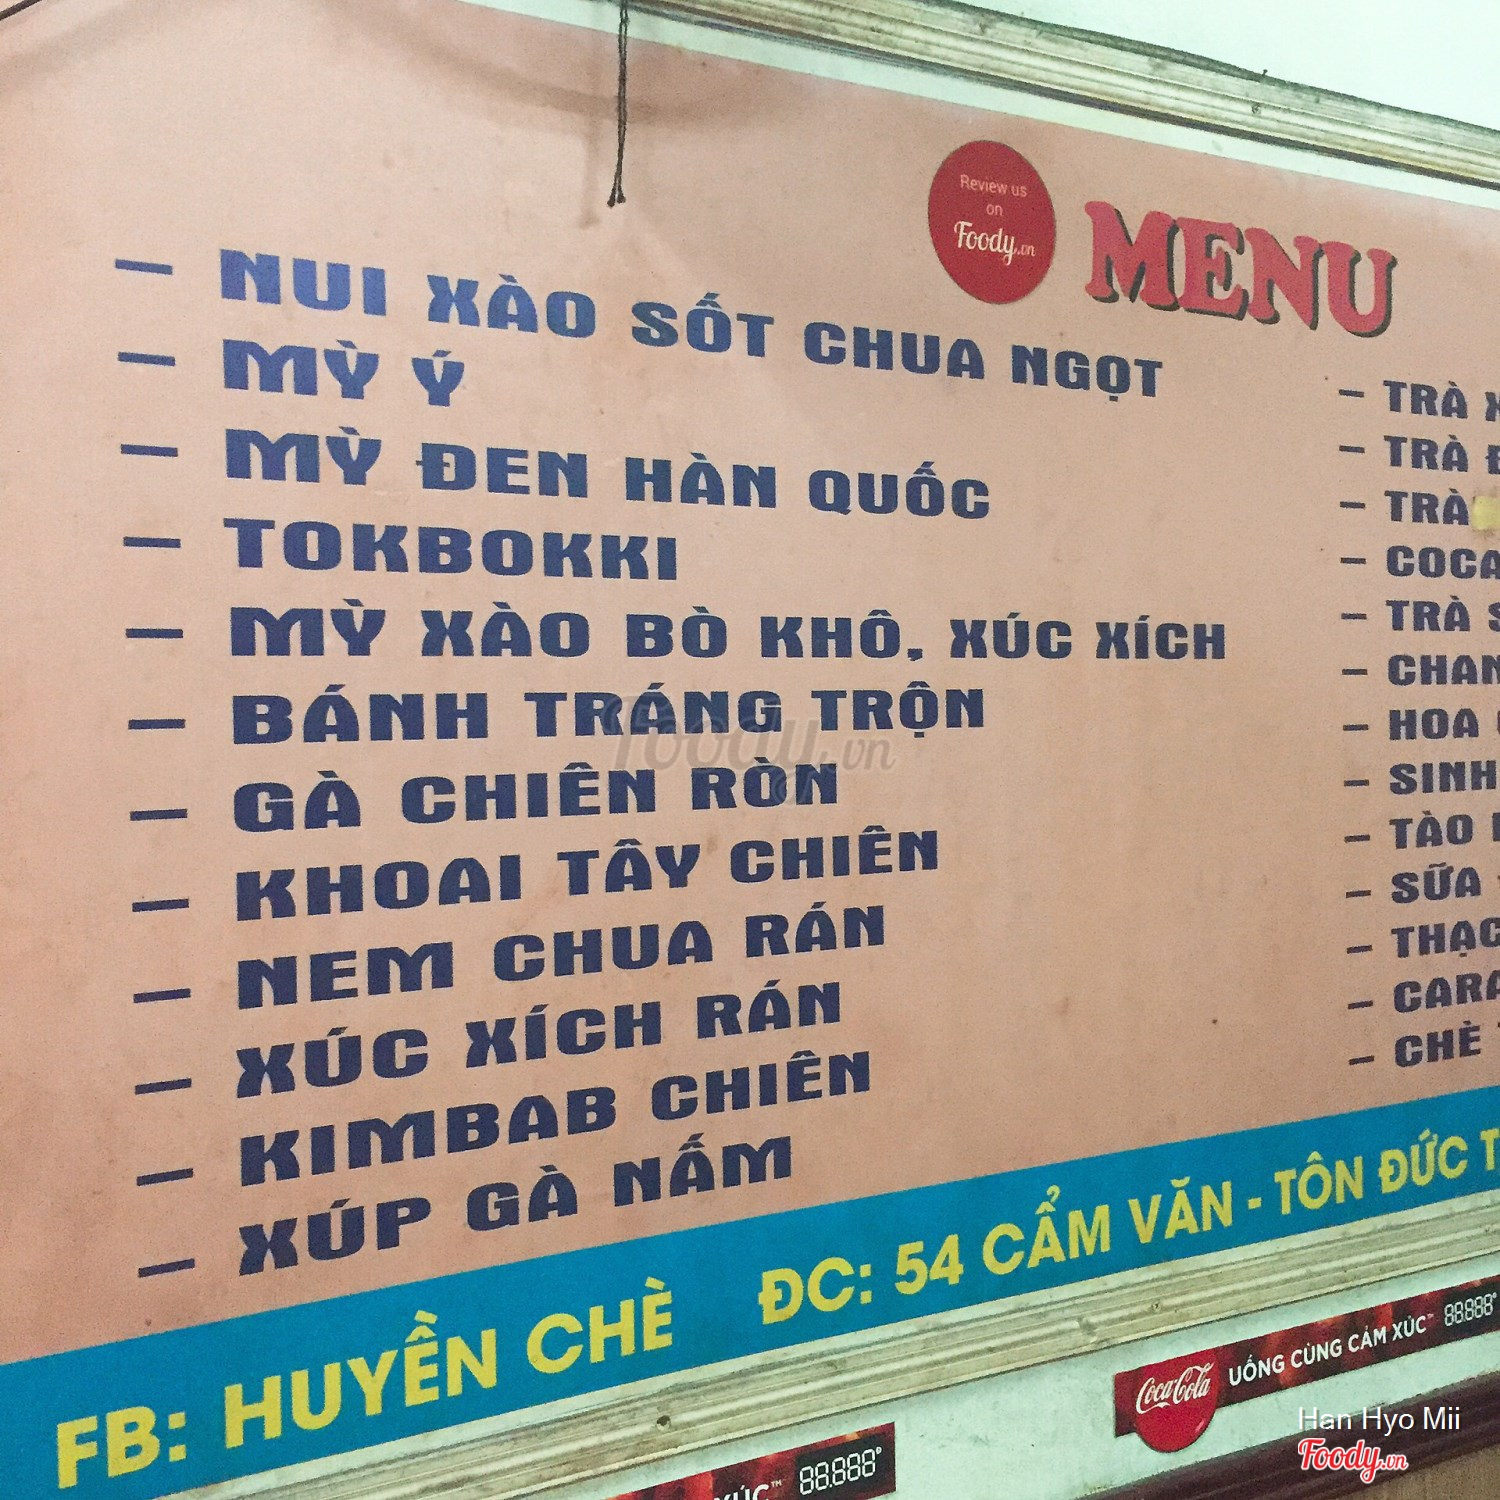 Review us
on
Foody.vn
MENU
– NUI XÀO SỐT CHUA NGỌT
– MỲ Ý
– MỲ ĐEN HÀN QUỐC
– TOKBOKKI
– MỲ XÀO BÒ KHÔ, XÚC XÍCH
– BÁNH TRÁNG TRỘN
– GÀ CHIÊN RÒN
– KHOAI TÂY CHIÊN
– NEM CHUA RÁN
– XÚC XÍCH RÁN
– KIMBAB CHIÊN
– XÚP GÀ NẤM
– TRÀ
– TRÀ
– TRÀ
– COCA
– TRÀ
–
– HOA
– SINH
– TÀO
– SỮA
– THẠC
– CARA
– CHÈ
Foody.vn
FB: HUYỀN CHÈ ĐC: 54 CẨM VĂN - TÔN ĐỨC
Coca-Cola UỐNG CÙNG CẢM XÚC™ 88.888°
XÚC™ 88.888°
Han Hyo Mii
Foody.vn